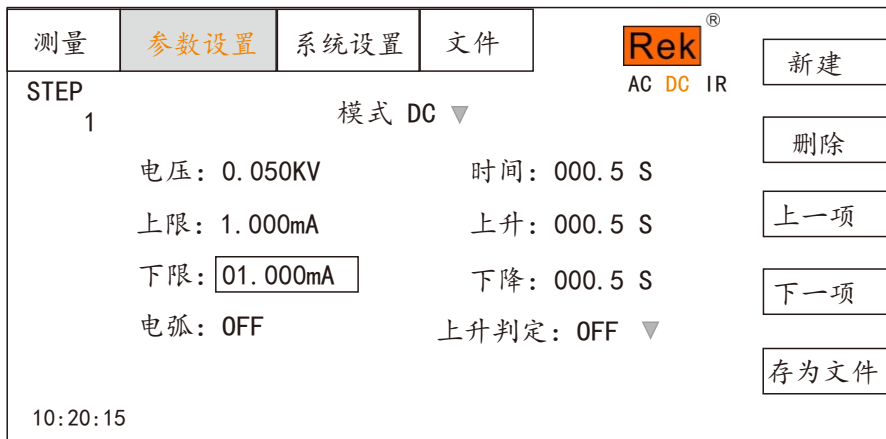 测量 参数设置 系统设置 文件
Rek®
AC DC IR
STEP
1
模式 DC ▼
电压: 0.050KV 时间: 000.5 S
上限: 1.000mA 上升: 000.5 S
下限: 01.000mA 下降: 000.5 S
电弧: OFF 上升判定: OFF ▼
10:20:15
新建
删除
上一项
下一项
存为文件